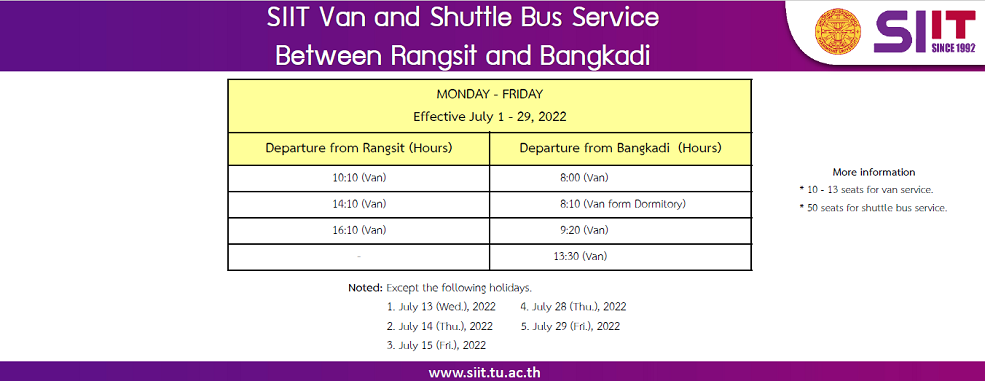 SIIT Van and Shuttle Bus Service
Between Rangsit and Bangkadi
SIIT
SINCE 1992
MONDAY - FRIDAY
Effective July 1 - 29, 2022
Departure from Rangsit (Hours) Departure from Bangkadi (Hours)
10:10 (Van) 8:00 (Van)
14:10 (Van) 8:10 (Van form Dormitory)
16:10 (Van) 9:20 (Van)
- 13:30 (Van)
More information
* 10 - 13 seats for van service.
* 50 seats for shuttle bus service.
Noted: Except the following holidays.
1. July 13 (Wed.), 2022 4. July 28 (Thu.), 2022
2. July 14 (Thu.), 2022 5. July 29 (Fri.), 2022
3. July 15 (Fri.), 2022
www.siit.tu.ac.th